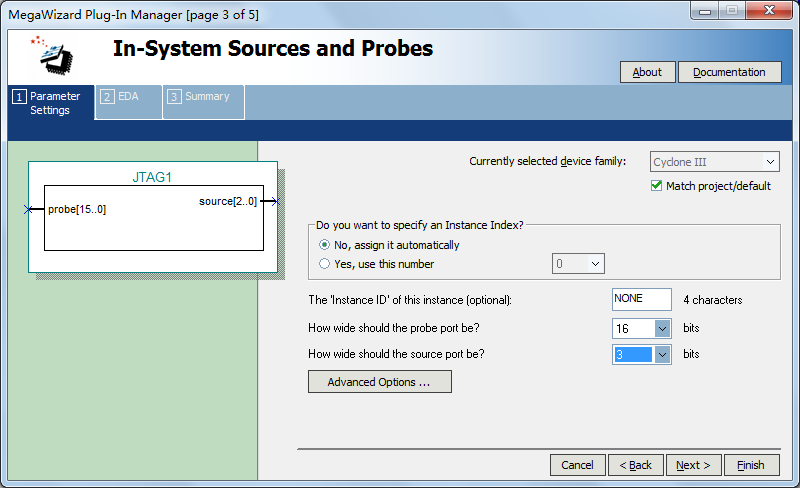 MegaWizard Plug-In Manager [page 3 of 5]
In-System Sources and Probes
About
Documentation
1 Parameter Settings
2 EDA
3 Summary
Currently selected device family:
Cyclone III
Match project/default
JTAG1
probe[15..0]
source[2..0]
Do you want to specify an Instance Index?
No, assign it automatically
Yes, use this number
0
The 'Instance ID' of this instance (optional):
NONE
4 characters
How wide should the probe port be?
16
bits
How wide should the source port be?
3
bits
Advanced Options ...
Cancel
< Back
Next >
Finish